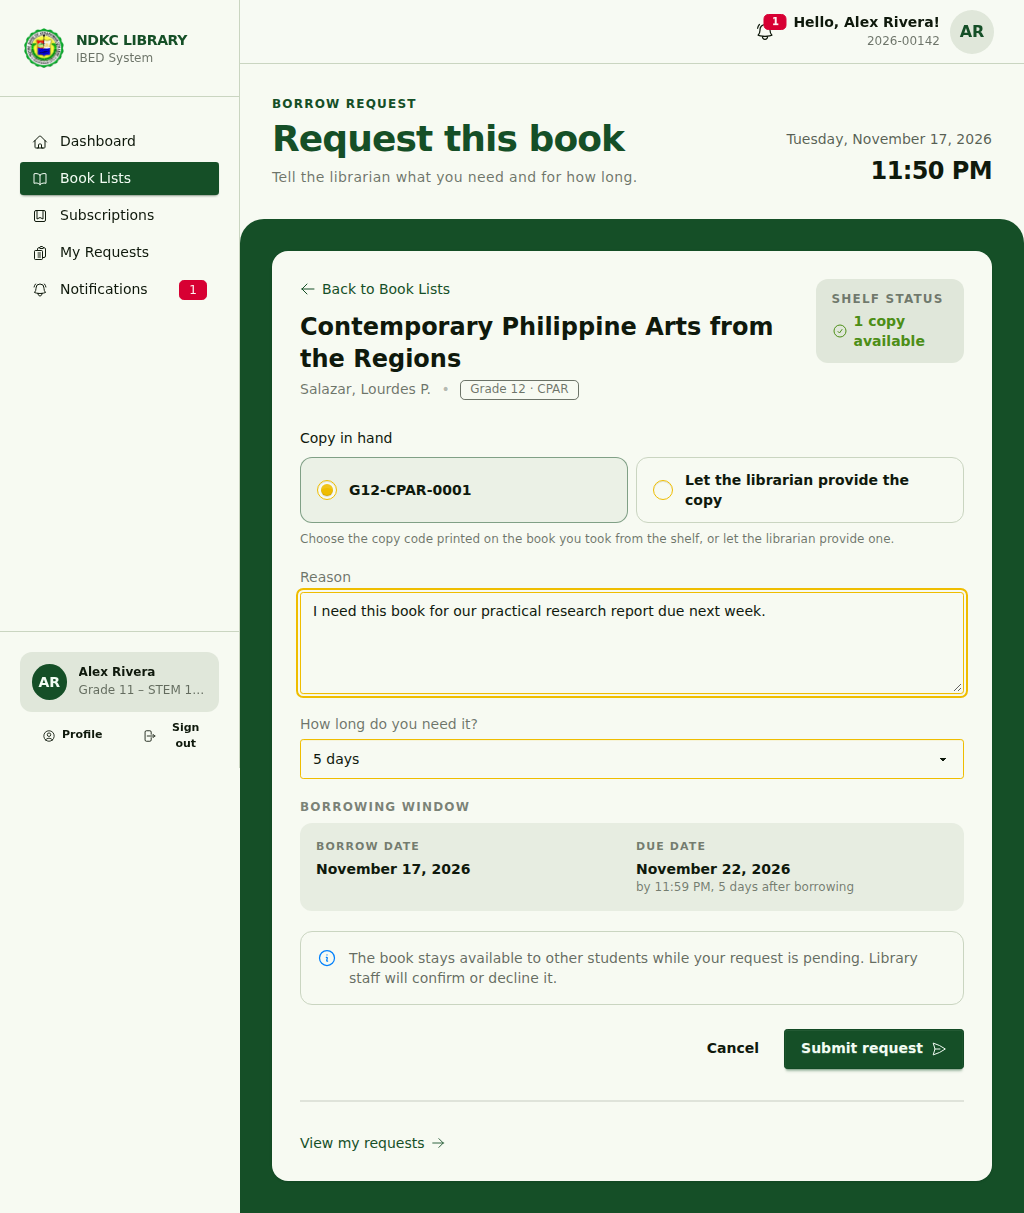 NDKC LIBRARY
IBED System
Dashboard
Book Lists
Subscriptions
My Requests
Notifications
1
Alex Rivera
AR
Grade 11 – STEM 1...
Profile
Sign
out
1
Hello, Alex Rivera!
2026-00142
AR
BORROW REQUEST
Request this book
Tell the librarian what you need and for how long.
Tuesday, November 17, 2026
11:50 PM
Back to Book Lists
Contemporary Philippine Arts from
the Regions
Salazar, Lourdes P. • Grade 12 · CPAR
SHELF STATUS
1 copy
available
Copy in hand
G12-CPAR-0001
Let the librarian provide the
copy
Choose the copy code printed on the book you took from the shelf, or let the librarian provide one.
Reason
I need this book for our practical research report due next week.
How long do you need it?
5 days
BORROWING WINDOW
BORROW DATE
November 17, 2026
DUE DATE
November 22, 2026
by 11:59 PM, 5 days after borrowing
The book stays available to other students while your request is pending. Library
staff will confirm or decline it.
Cancel
Submit request
View my requests